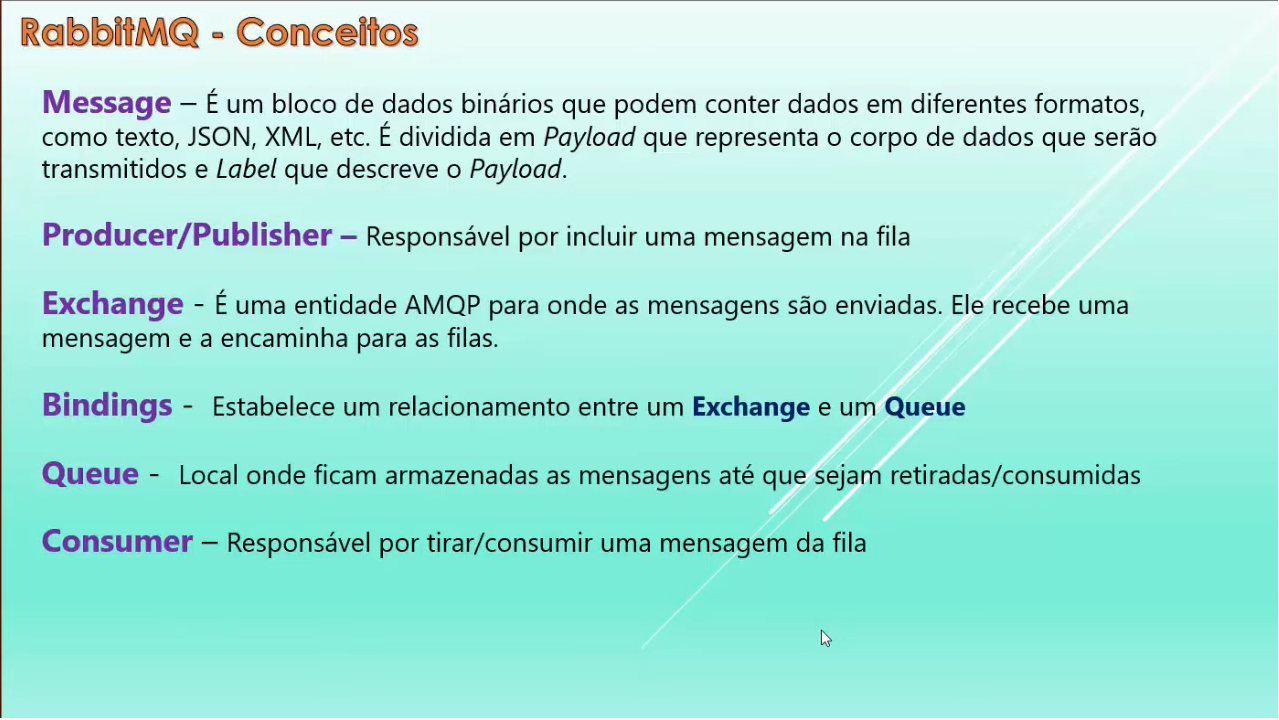 RabbitMQ - Conceitos
Message – É um bloco de dados binários que podem conter dados em diferentes formatos,
como texto, JSON, XML, etc. É dividida em Payload que representa o corpo de dados que serão
transmitidos e Label que descreve o Payload.
Producer/Publisher – Responsável por incluir uma mensagem na fila
Exchange - É uma entidade AMQP para onde as mensagens são enviadas. Ele recebe uma
mensagem e a encaminha para as filas.
Bindings - Estabelece um relacionamento entre um Exchange e um Queue
Queue - Local onde ficam armazenadas as mensagens até que sejam retiradas/consumidas
Consumer – Responsável por tirar/consumir uma mensagem da fila